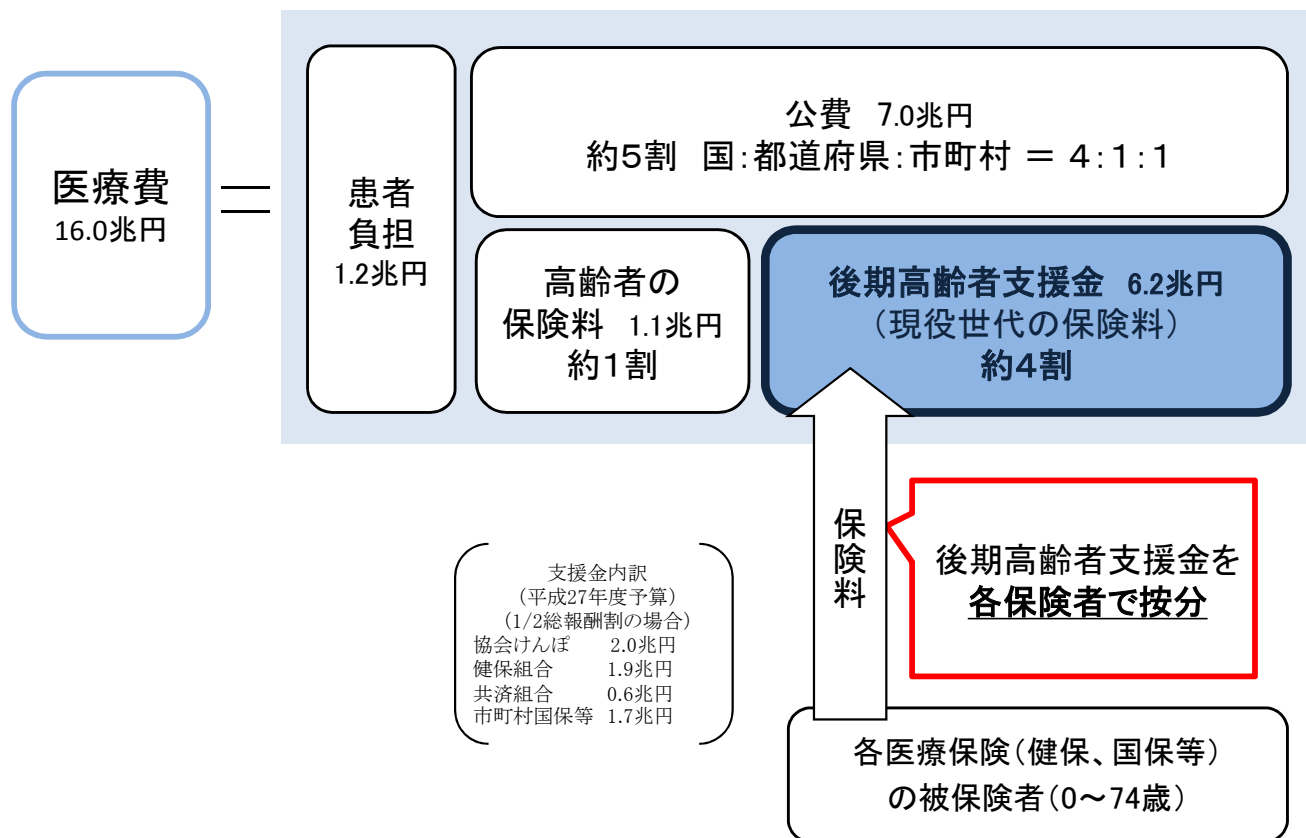 医療費
16.0兆円
患者
負担
1.2兆円
公費 7.0兆円
約5割 国:都道府県:市町村 = 4:1:1
高齢者の
保険料 1.1兆円
約1割
後期高齢者支援金 6.2兆円
(現役世代の保険料)
約4割
保険料
後期高齢者支援金を
各保険者で按分
支援金内訳
(平成27年度予算)
(1/2総報酬割の場合)
協会けんぽ 2.0兆円
健保組合 1.9兆円
共済組合 0.6兆円
市町村国保等 1.7兆円
各医療保険(健保、国保等)
の被保険者(0~74歳)